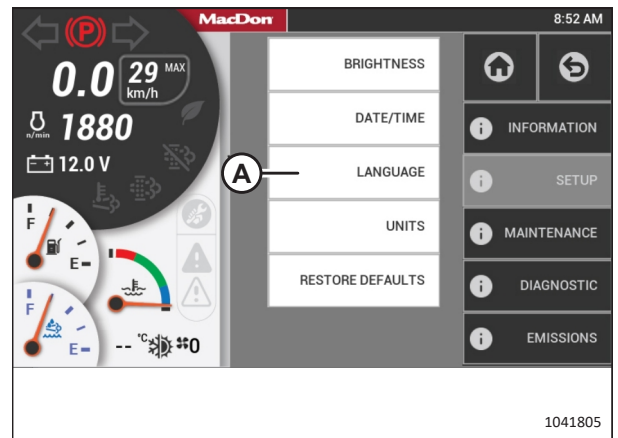 MacDon
8:52 AM
P
0.0 29 MAX
km/h
n/min 1880
12.0 V
F
E
F
E
-- °C 0
BRIGHTNESS
DATE/TIME
A
LANGUAGE
UNITS
RESTORE DEFAULTS
i INFORMATION
i SETUP
i MAINTENANCE
i DIAGNOSTIC
i EMISSIONS
1041805